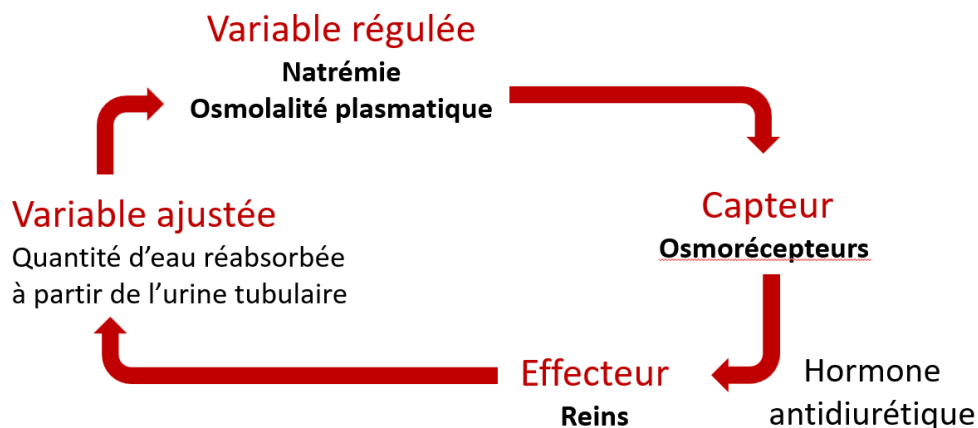 Variable régulée
Natrémie
Osmolalité plasmatique
Capteur
Osmorécepteurs
Hormone
antidiurétique
Effecteur
Reins
Variable ajustée
Quantité d'eau réabsorbée
à partir de l'urine tubulaire